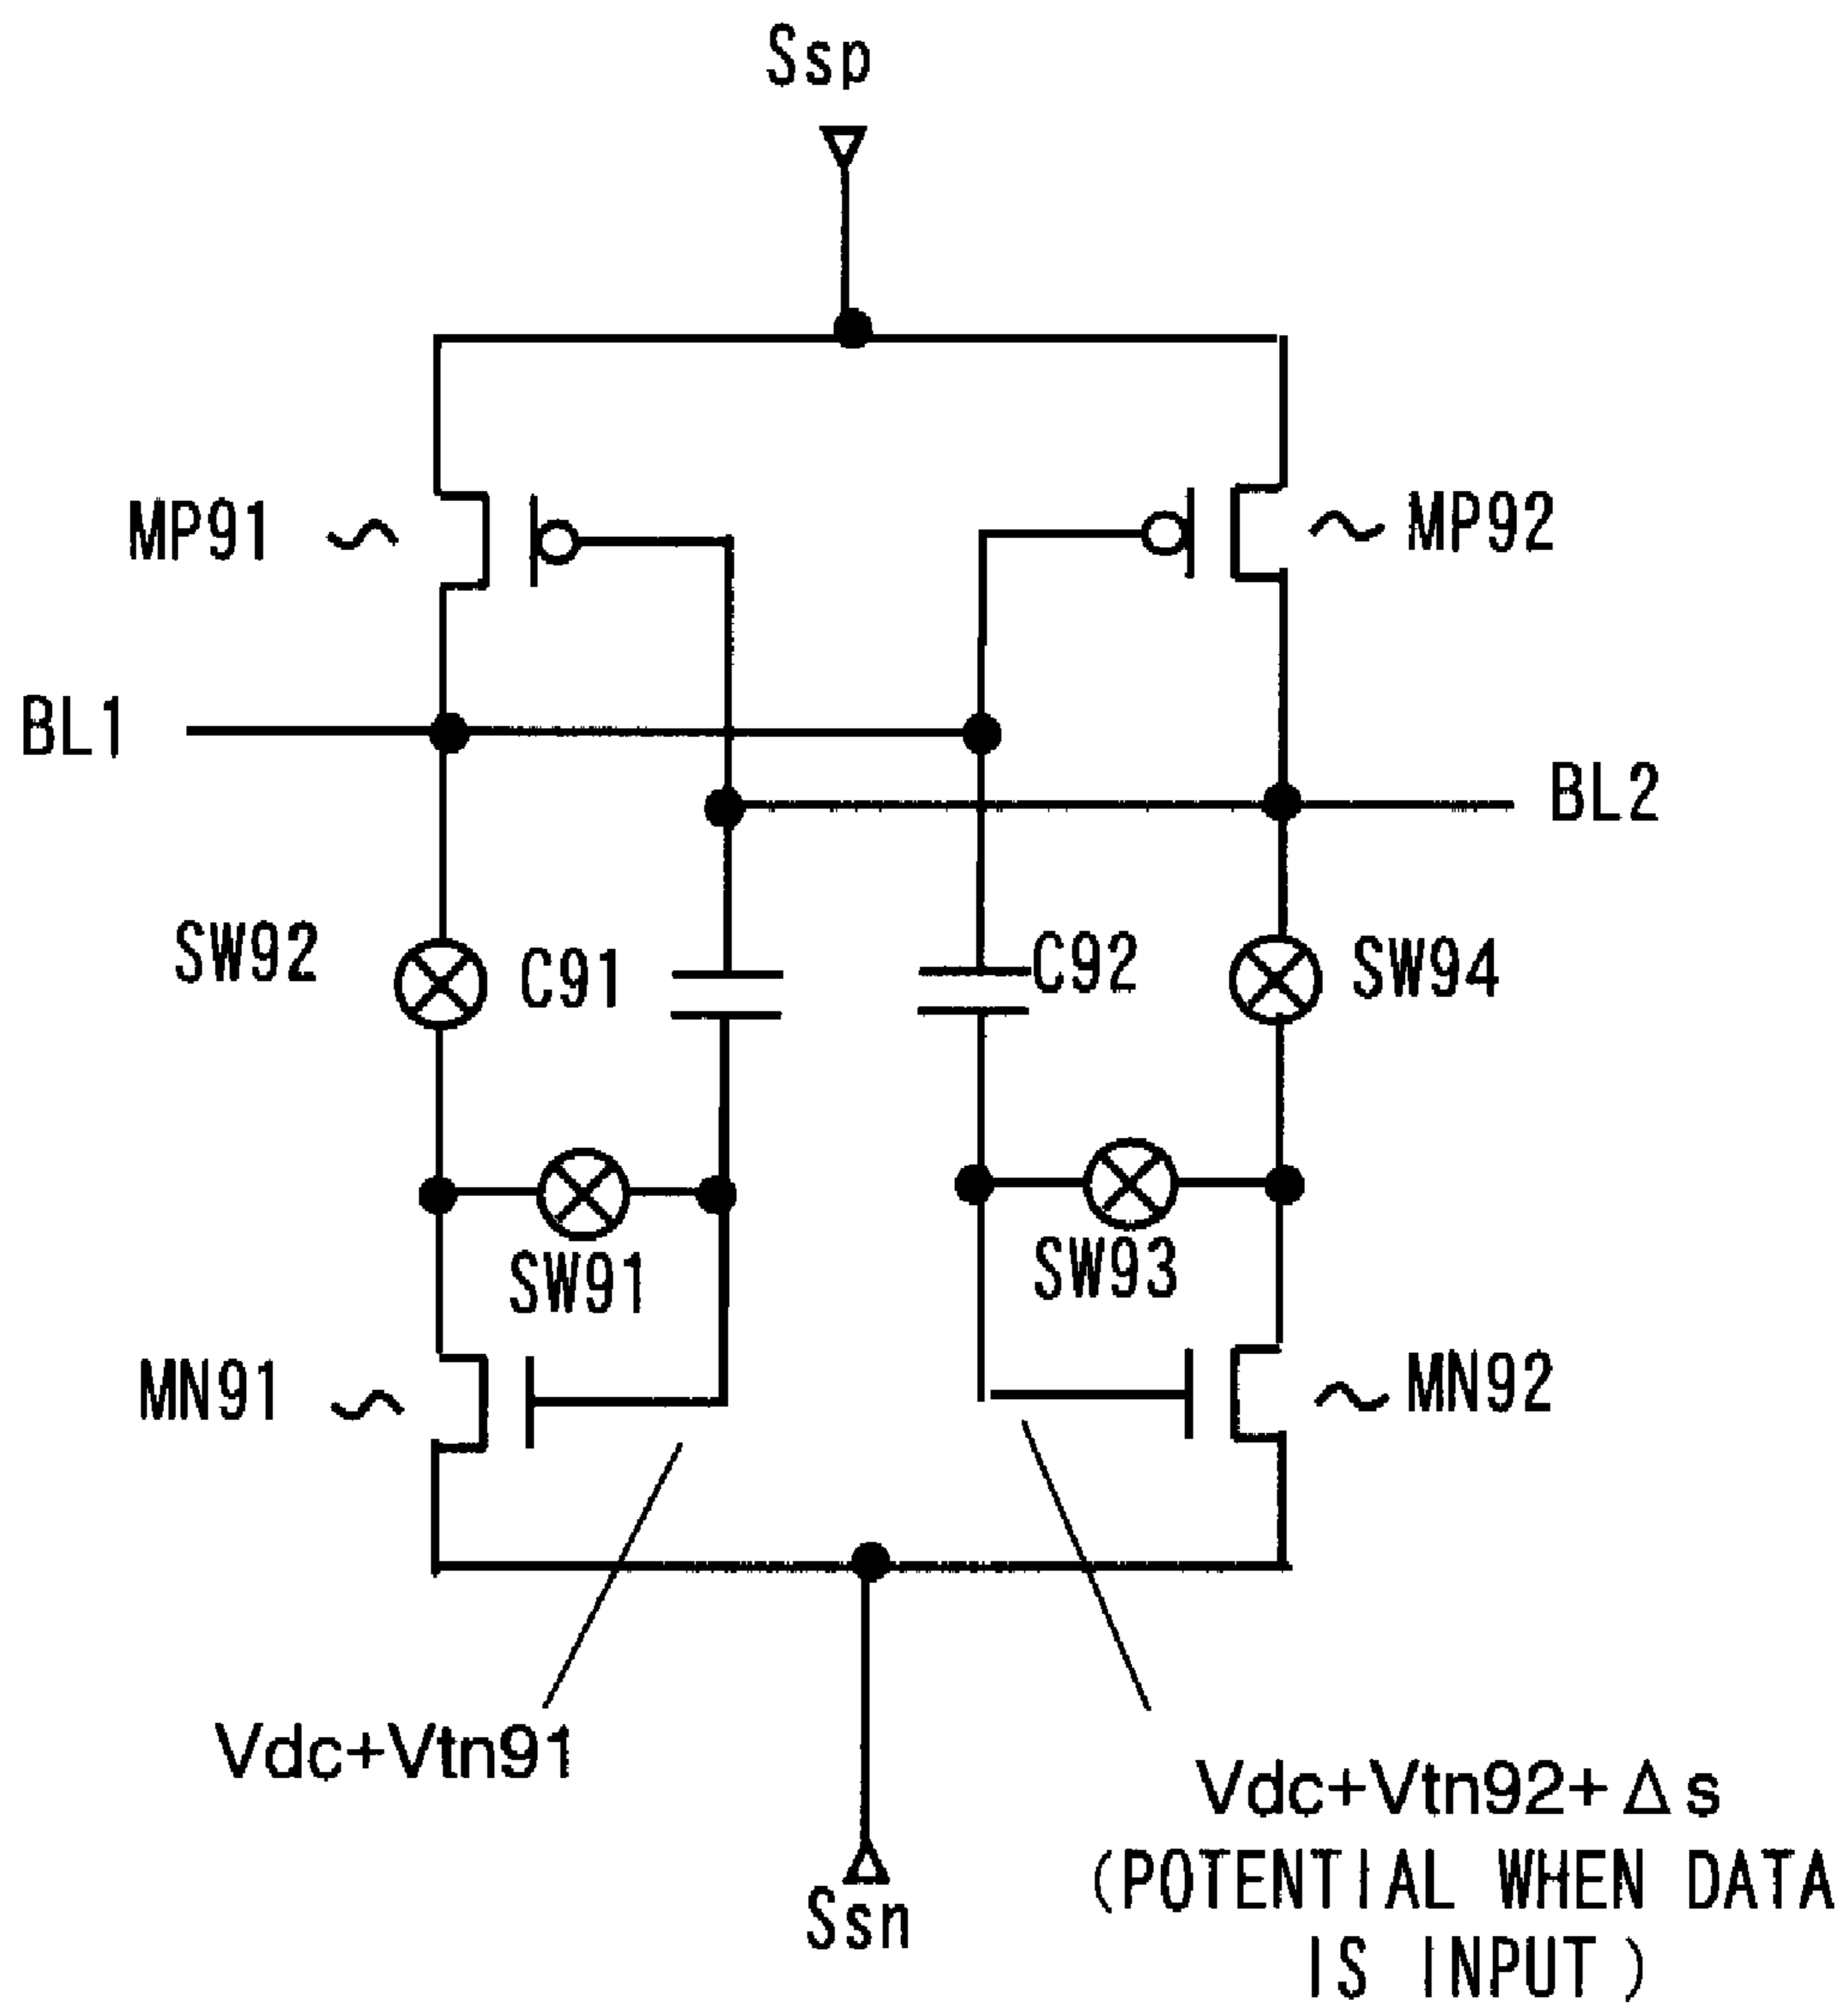 Ssp
MP91
MP92
BL1
BL2
SW92
C91
C92
SW94
SW91
SW93
MN91
MN92
Vdc+Vtn91
Vdc+Vtn92+Δs
(POTENTIAL WHEN DATA
IS INPUT)
Ssn